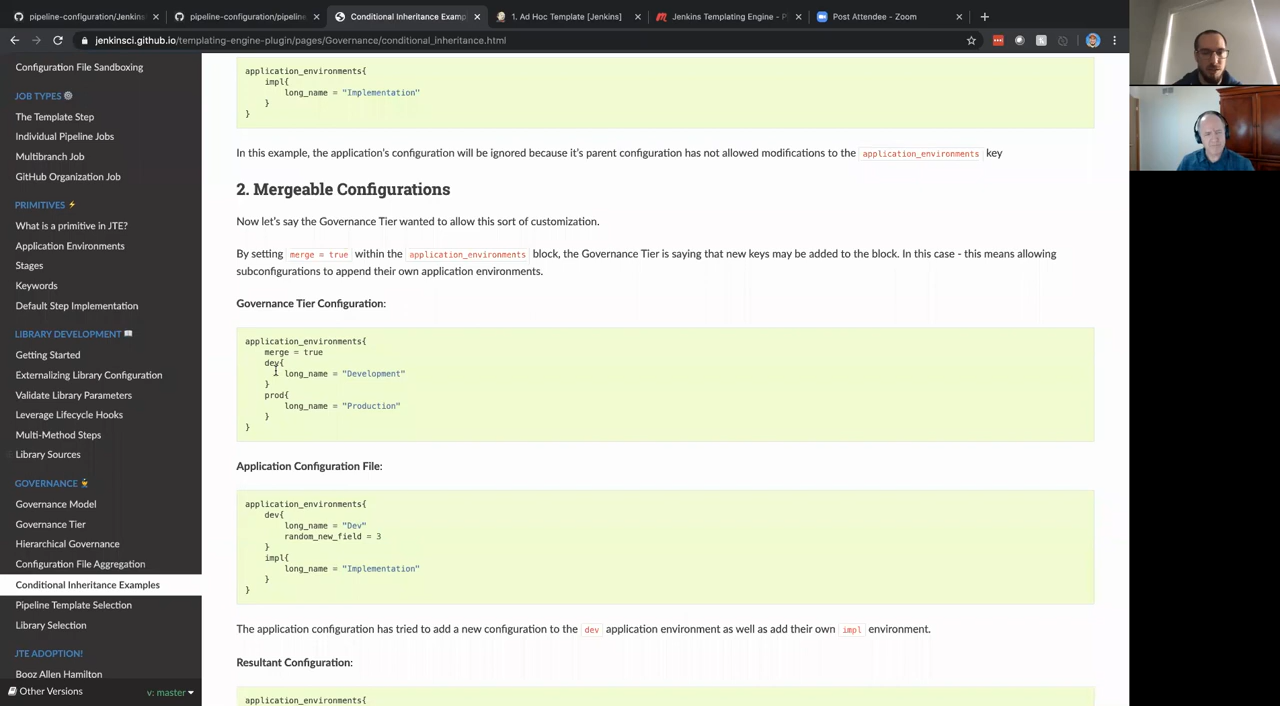 pipeline-configuration/Jenkins
pipeline-configuration/pipeline
Conditional Inheritance Examp
1. Ad Hoc Template [Jenkins]
Jenkins Templating Engine - P
Post Attendee - Zoom
jenkinsci.github.io/templating-engine-plugin/pages/Governance/conditional_inheritance.html
Configuration File Sandboxing
JOB TYPES
The Template Step
Individual Pipeline Jobs
Multibranch Job
GitHub Organization Job
PRIMITIVES ⚡
What is a primitive in JTE?
Application Environments
Stages
Keywords
Default Step Implementation
LIBRARY DEVELOPMENT 📖
Getting Started
Externalizing Library Configuration
Validate Library Parameters
Leverage Lifecycle Hooks
Multi-Method Steps
Library Sources
GOVERNANCE
Governance Model
Governance Tier
Hierarchical Governance
Configuration File Aggregation
Conditional Inheritance Examples
Pipeline Template Selection
Library Selection
JTE ADOPTION!
Booz Allen Hamilton
Other Versions v: master
application_environments{
impl{
long_name = "Implementation"
}
}
In this example, the application's configuration will be ignored because it's parent configuration has not allowed modifications to the application_environments key
2. Mergeable Configurations
Now let's say the Governance Tier wanted to allow this sort of customization.
By setting merge = true within the application_environments block, the Governance Tier is saying that new keys may be added to the block. In this case - this means allowing
subconfigurations to append their own application environments.
Governance Tier Configuration:
application_environments{
merge = true
dev{
long_name = "Development"
}
prod{
long_name = "Production"
}
}
Application Configuration File:
application_environments{
dev{
long_name = "Dev"
random_new_field = 3
}
impl{
long_name = "Implementation"
}
}
The application configuration has tried to add a new configuration to the dev application environment as well as add their own impl environment.
Resultant Configuration:
application_environments{